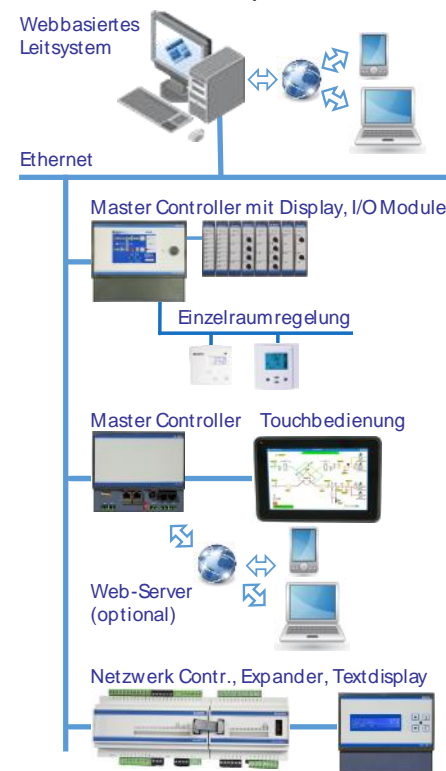 Webbasiertes
Leitsystem
Ethernet
Master Controller mit Display, I/O Module
Einzelraumregelung
Master Controller Touchbedienung
Web-Server
(optional)
Netzwerk Contr., Expander, Textdisplay